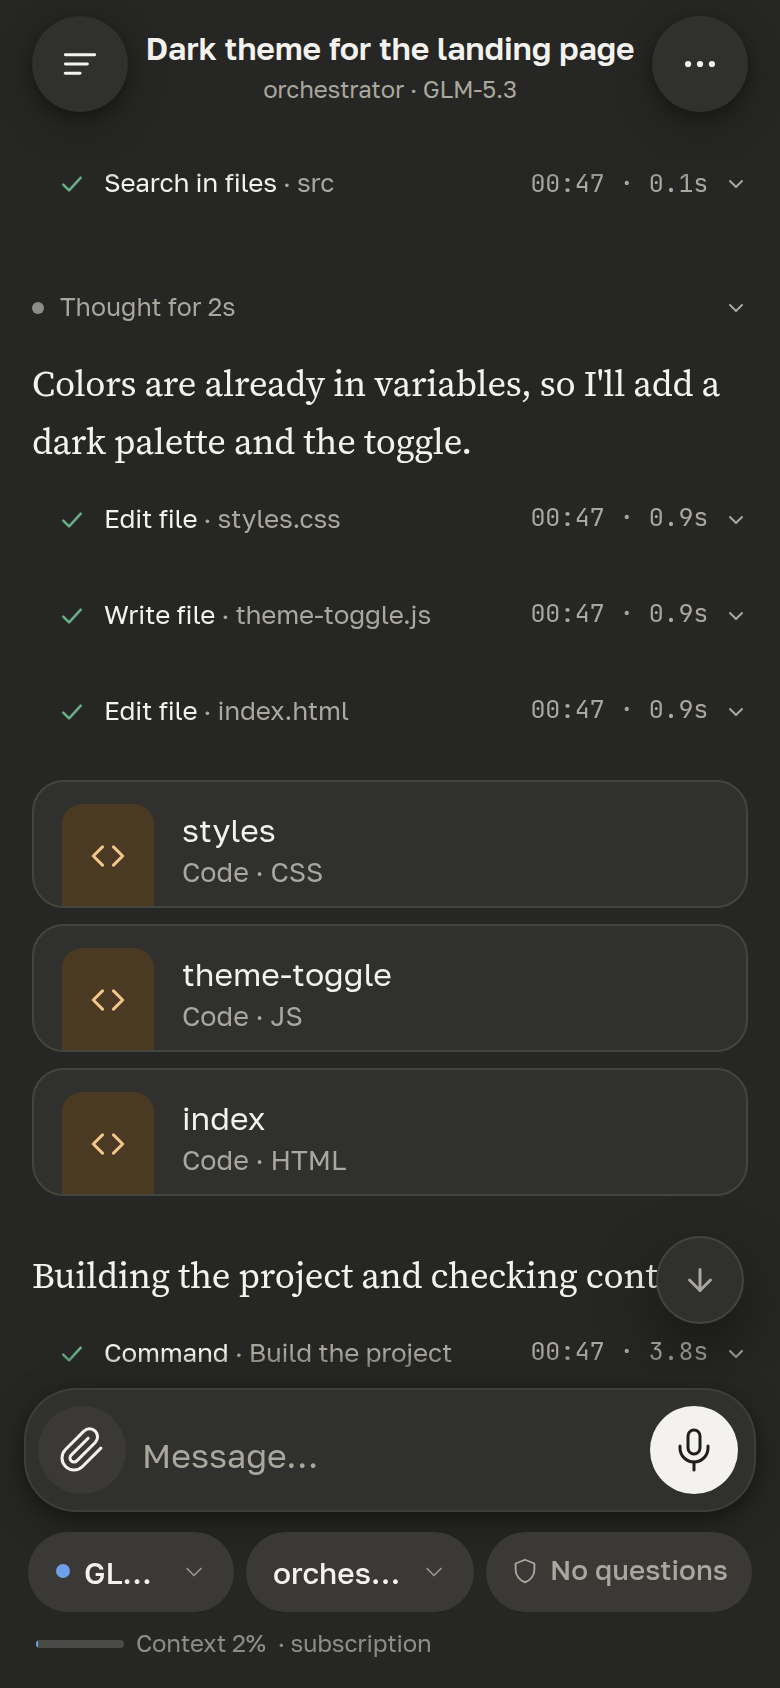 Dark theme for the landing page
orchestrator · GLM-5.3
Search in files · src 00:47 · 0.1s
Thought for 2s
Colors are already in variables, so I'll add a
dark palette and the toggle.
Edit file · styles.css 00:47 · 0.9s
Write file · theme-toggle.js 00:47 · 0.9s
Edit file · index.html 00:47 · 0.9s
styles
Code · CSS
theme-toggle
Code · JS
index
Code · HTML
Building the project and checking cont
Command · Build the project 00:47 · 3.8s
Message...
GL... orches... No questions
Context 2% · subscription